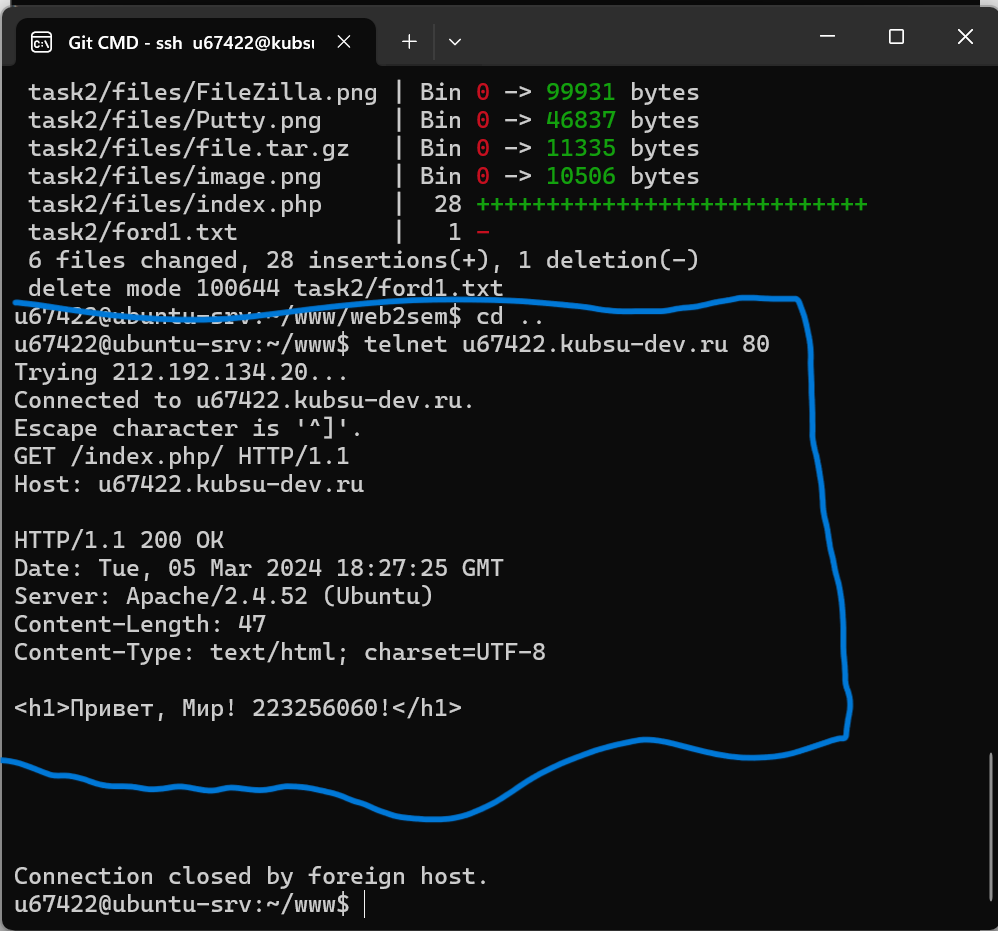 Git CMD - ssh u67422@kubsu
task2/files/FileZilla.png | Bin 0 -> 99931 bytes
task2/files/Putty.png | Bin 0 -> 46837 bytes
task2/files/file.tar.gz | Bin 0 -> 11335 bytes
task2/files/image.png | Bin 0 -> 10506 bytes
task2/files/index.php | 28 ++++++++++++++++++++++++++++
task2/ford1.txt | 1 -
6 files changed, 28 insertions(+), 1 deletion(-)
delete mode 100644 task2/ford1.txt
u67422@ubuntu-srv:~/www/web2sem$ cd ..
u67422@ubuntu-srv:~/www$ telnet u67422.kubsu-dev.ru 80
Trying 212.192.134.20...
Connected to u67422.kubsu-dev.ru.
Escape character is '^]'.
GET /index.php/ HTTP/1.1
Host: u67422.kubsu-dev.ru
HTTP/1.1 200 OK
Date: Tue, 05 Mar 2024 18:27:25 GMT
Server: Apache/2.4.52 (Ubuntu)
Content-Length: 47
Content-Type: text/html; charset=UTF-8
<h1>Привет, Мир! 223256060!</h1>
Connection closed by foreign host.
u67422@ubuntu-srv:~/www$